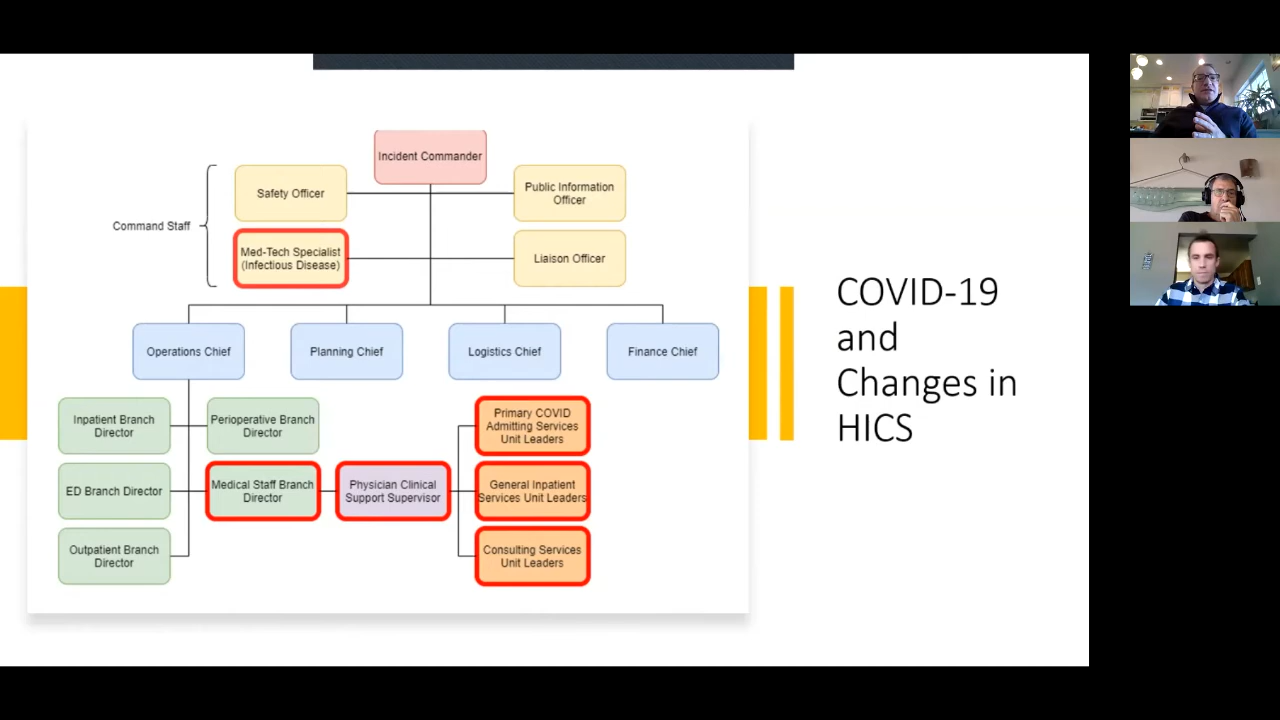 Incident Commander
Safety Officer
Public Information
Officer
Command Staff
Med-Tech Specialist
(Infectious Disease)
Liaison Officer
Operations Chief
Planning Chief
Logistics Chief
Finance Chief
Inpatient Branch
Director
Perioperative Branch
Director
Primary COVID
Admitting Services
Unit Leaders
ED Branch Director
Medical Staff Branch
Director
Physician Clinical
Support Supervisor
General Inpatient
Services Unit Leaders
Outpatient Branch
Director
Consulting Services
Unit Leaders
COVID-19
and
Changes in
HICS